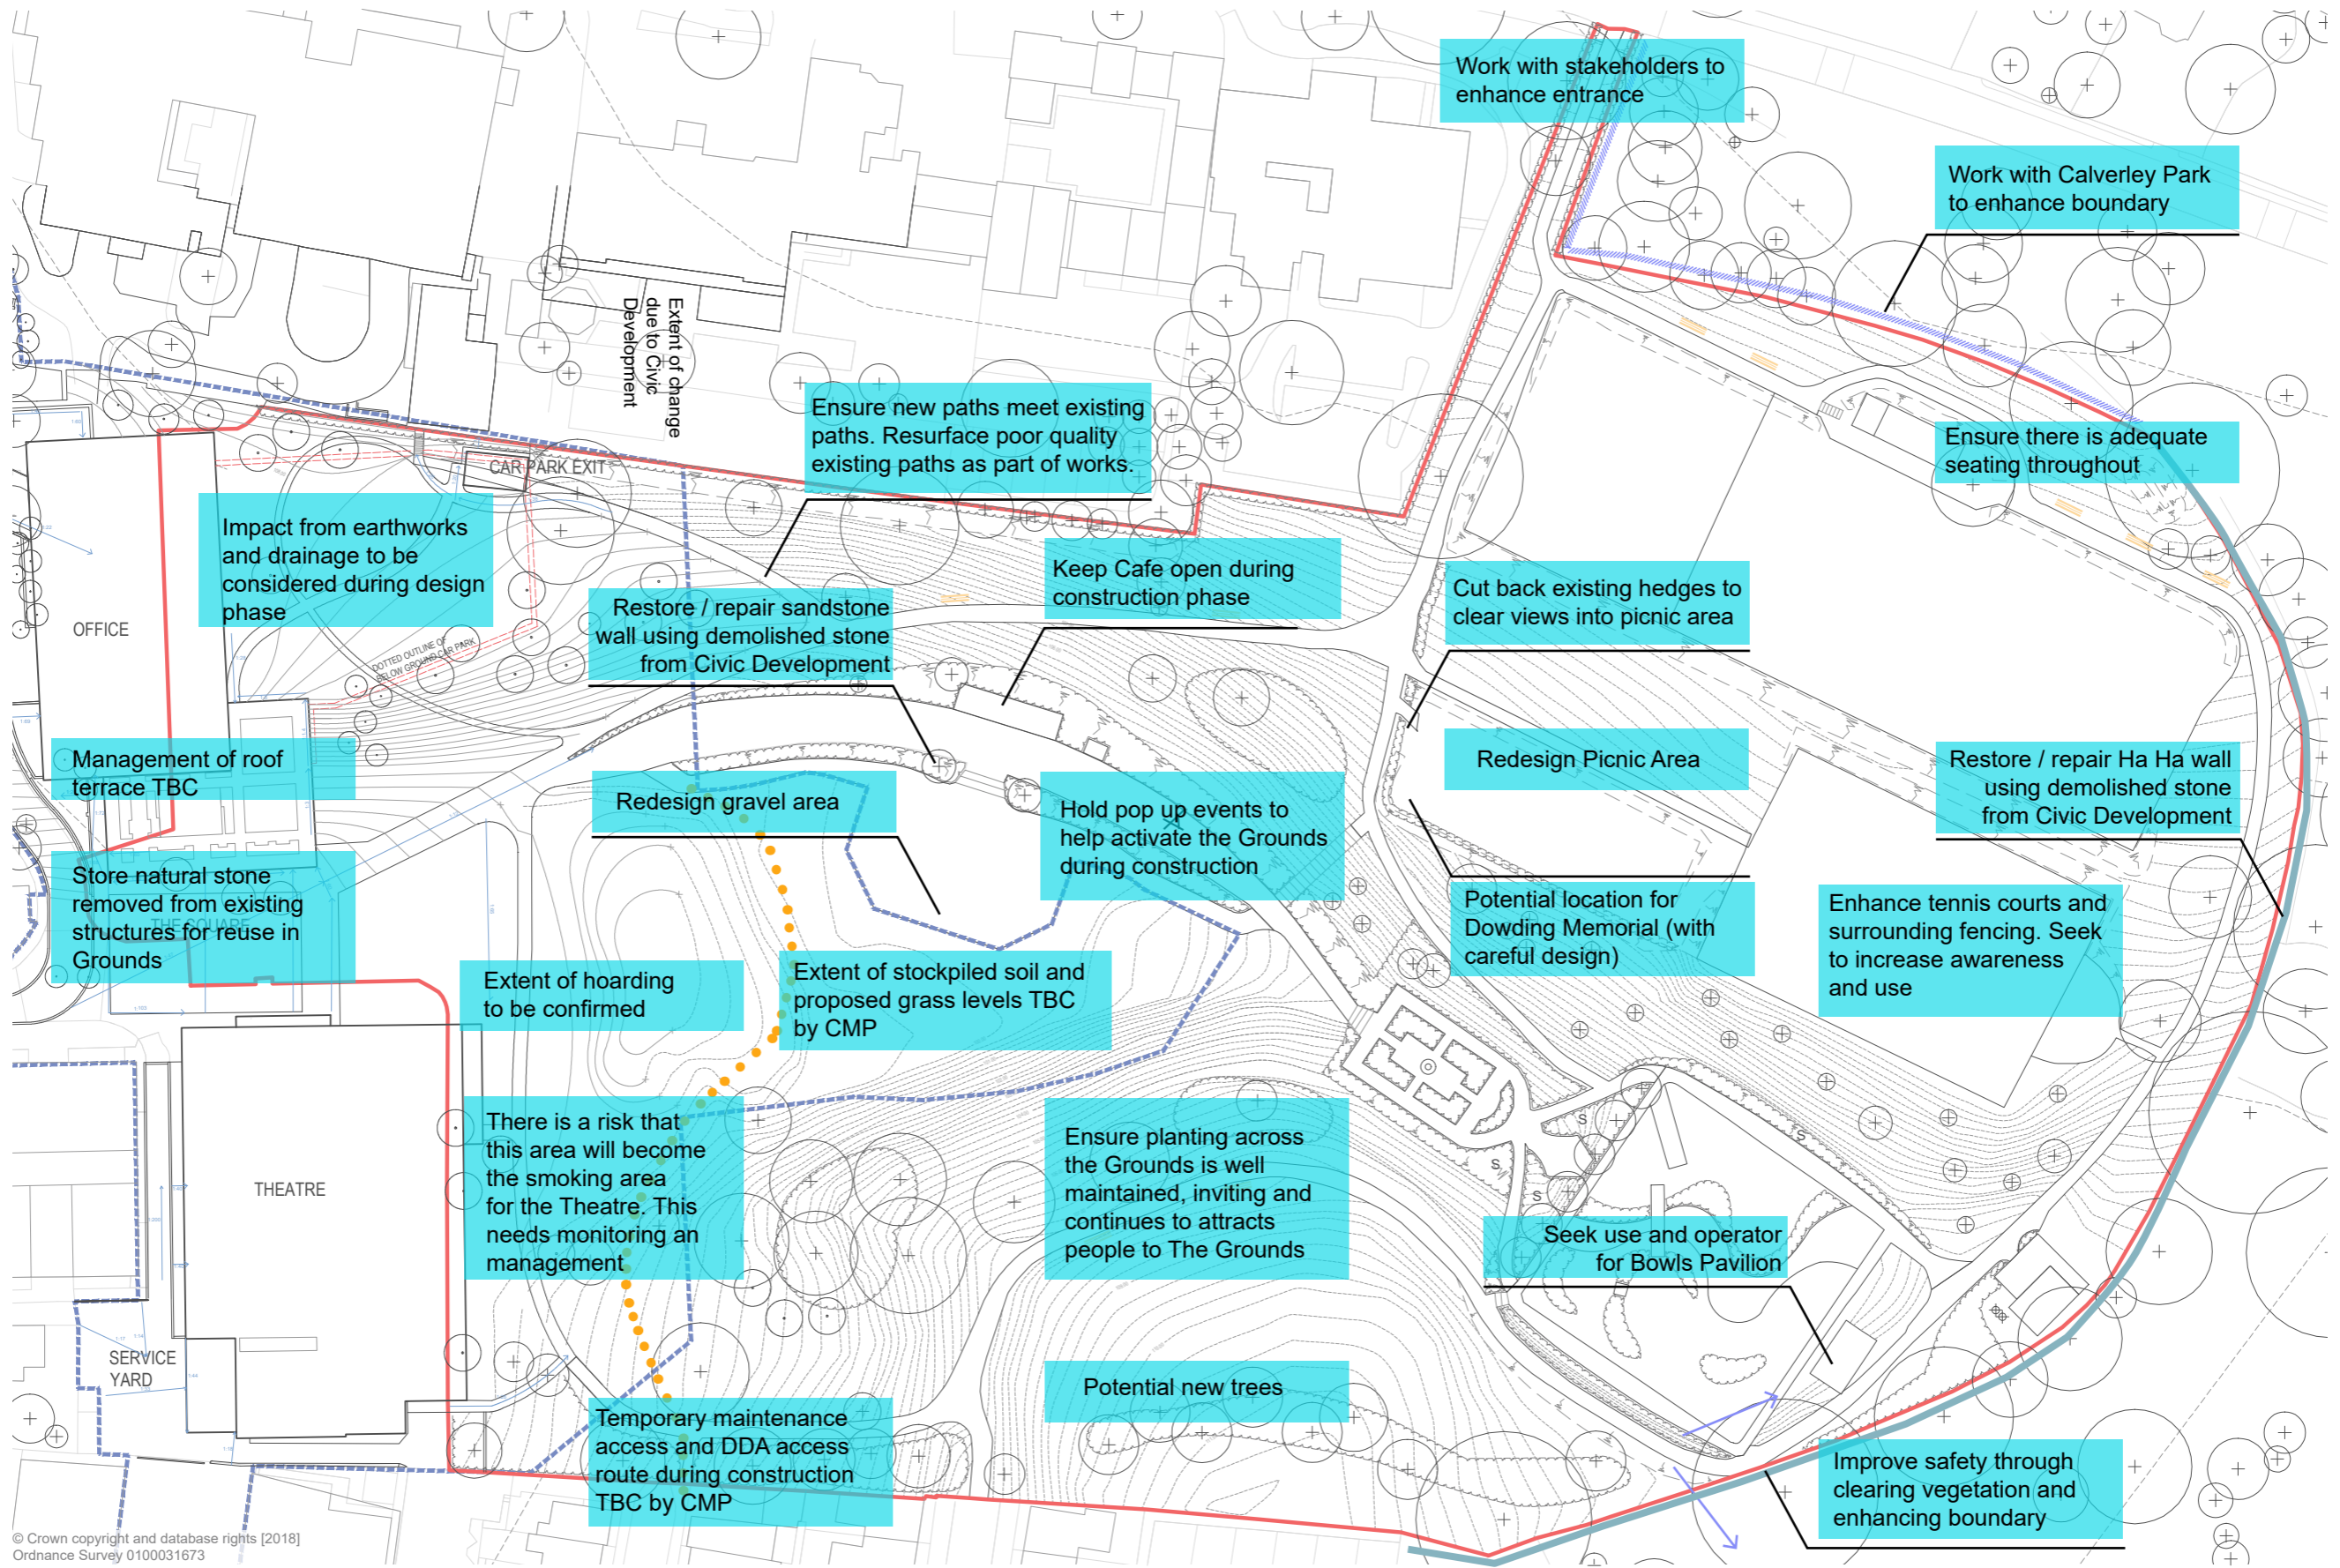 Work with stakeholders to
enhance entrance
Work with Calverley Park
to enhance boundary
Extent of change
due to Civic
Development
Ensure new paths meet existing
paths. Resurface poor quality
existing paths as part of works.
Ensure there is adequate
seating throughout
CAR PARK EXIT
Impact from earthworks
and drainage to be
considered during design
phase
OFFICE
DOTTED OUTLINE OF
BELOW GROUND CAR PARK
Restore / repair sandstone
wall using demolished stone
from Civic Development
Keep Cafe open during
construction phase
Cut back existing hedges to
clear views into picnic area
Management of roof
terrace TBC
Redesign gravel area
Hold pop up events to
help activate the Grounds
during construction
Redesign Picnic Area
Restore / repair Ha Ha wall
using demolished stone
from Civic Development
Store natural stone
removed from existing
structures for reuse in
Grounds
THE SQUARE
Extent of hoarding
to be confirmed
Extent of stockpiled soil and
proposed grass levels TBC
by CMP
Potential location for
Dowding Memorial (with
careful design)
Enhance tennis courts and
surrounding fencing. Seek
to increase awareness
and use
There is a risk that
this area will become
the smoking area
for the Theatre. This
needs monitoring an
management
THEATRE
Ensure planting across
the Grounds is well
maintained, inviting and
continues to attracts
people to The Grounds
S
S
S
S
Seek use and operator
for Bowls Pavilion
SERVICE
YARD
Potential new trees
Temporary maintenance
access and DDA access
route during construction
TBC by CMP
Improve safety through
clearing vegetation and
enhancing boundary
© Crown copyright and database rights [2018]
Ordnance Survey 0100031673